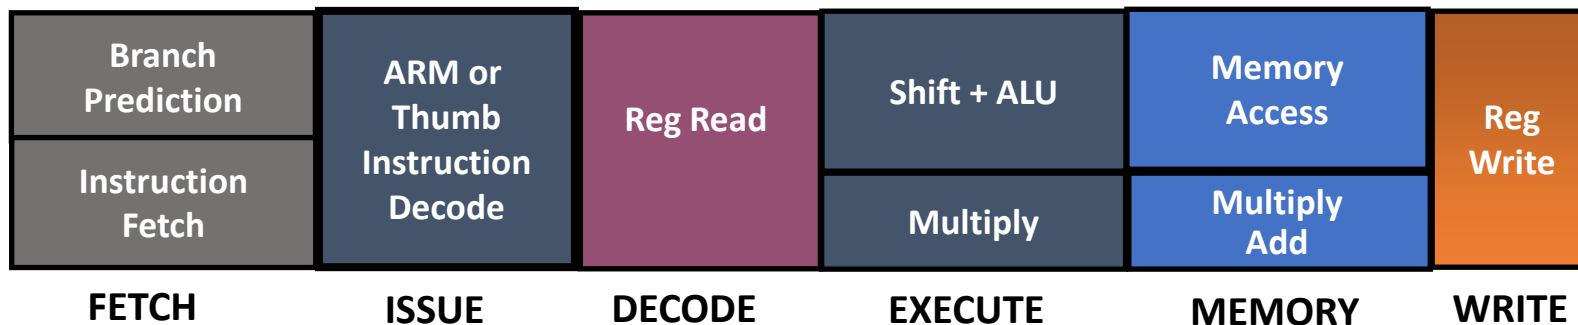 Branch
Prediction
Instruction
Fetch
ARM or
Thumb
Instruction
Decode
Reg Read
Shift + ALU
Multiply
Memory
Access
Multiply
Add
Reg
Write
FETCH
ISSUE
DECODE
EXECUTE
MEMORY
WRITE